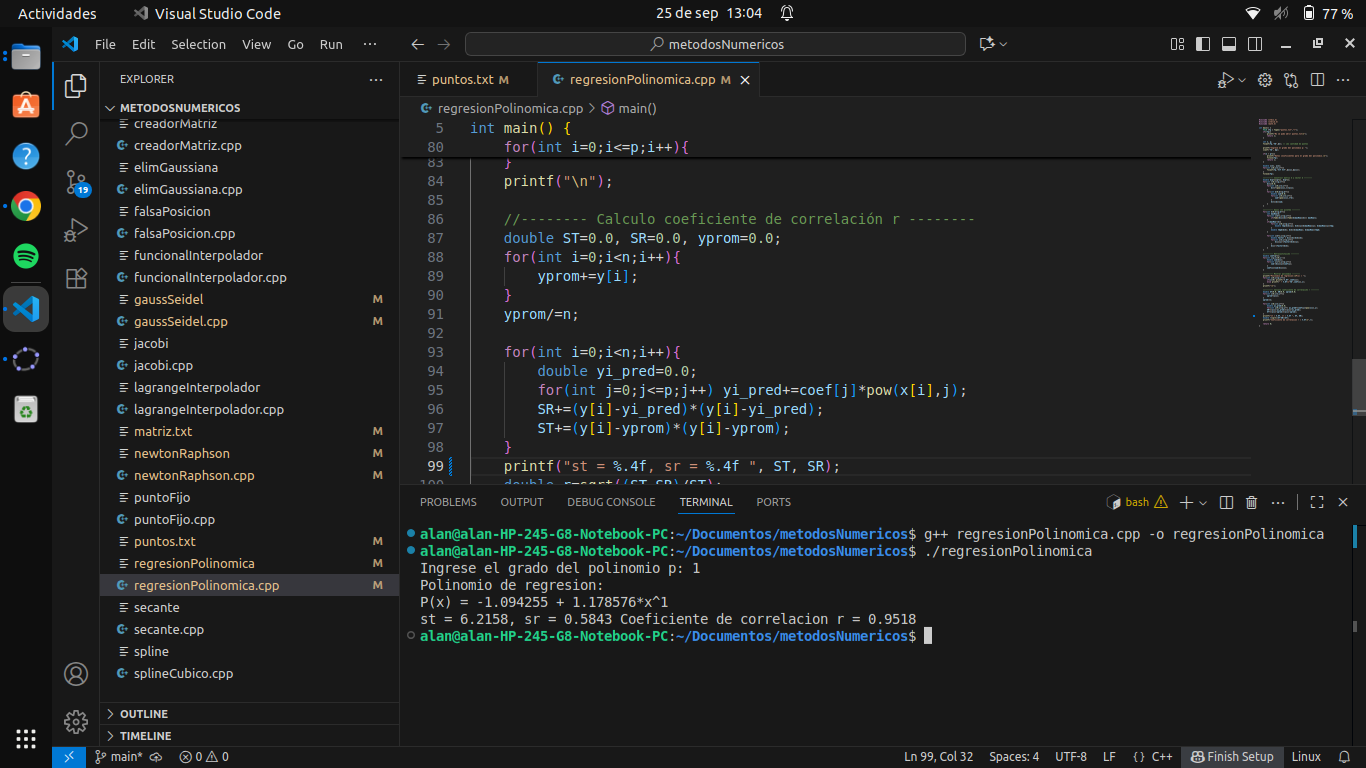 Actividades
Visual Studio Code
25 de sep 13:04
77 %
File Edit Selection View Go Run ···
metodosNumericos
EXPLORER
METODOSNUMERICOS
creadorMatriz
creadorMatriz.cpp
elimGaussiana
elimGaussiana.cpp
falsaPosicion
falsaPosicion.cpp
funcionalInterpolador
funcionalInterpolador.cpp
gaussSeidel M
gaussSeidel.cpp M
jacobi
jacobi.cpp
lagrangeInterpolador
lagrangeInterpolador.cpp
matriz.txt M
newtonRaphson M
newtonRaphson.cpp M
puntoFijo
puntoFijo.cpp
puntos.txt M
regresionPolinomica M
regresionPolinomica.cpp M
secante
secante.cpp
spline
splineCubico.cpp
OUTLINE
TIMELINE
19
puntos.txt M
regresionPolinomica.cpp M
regresionPolinomica.cpp > main()
5 int main() {
80 for(int i=0;i<=p;i++){
83 }
84 printf("\n");
85
86 //-------- Calculo coeficiente de correlación r --------
87 double ST=0.0, SR=0.0, yprom=0.0;
88 for(int i=0;i<n;i++){
89 yprom+=y[i];
90 }
91 yprom/=n;
92
93 for(int i=0;i<n;i++){
94 double yi_pred=0.0;
95 for(int j=0;j<=p;j++) yi_pred+=coef[j]*pow(x[i],j);
96 SR+=(y[i]-yi_pred)*(y[i]-yi_pred);
97 ST+=(y[i]-yprom)*(y[i]-yprom);
98 }
99 printf("st = %.4f, sr = %.4f ", ST, SR);
100 double r=sqrt((ST-SR)/ST);
PROBLEMS OUTPUT DEBUG CONSOLE TERMINAL PORTS
bash
alan@alan-HP-245-G8-Notebook-PC:~/Documentos/metodosNumericos$ g++ regresionPolinomica.cpp -o regresionPolinomica
alan@alan-HP-245-G8-Notebook-PC:~/Documentos/metodosNumericos$ ./regresionPolinomica
Ingrese el grado del polinomio p: 1
Polinomio de regresion:
P(x) = -1.094255 + 1.178576*x^1
st = 6.2158, sr = 0.5843 Coeficiente de correlacion r = 0.9518
alan@alan-HP-245-G8-Notebook-PC:~/Documentos/metodosNumericos$
main* 0 0
Ln 99, Col 32 Spaces: 4 UTF-8 LF {} C++ Finish Setup Linux